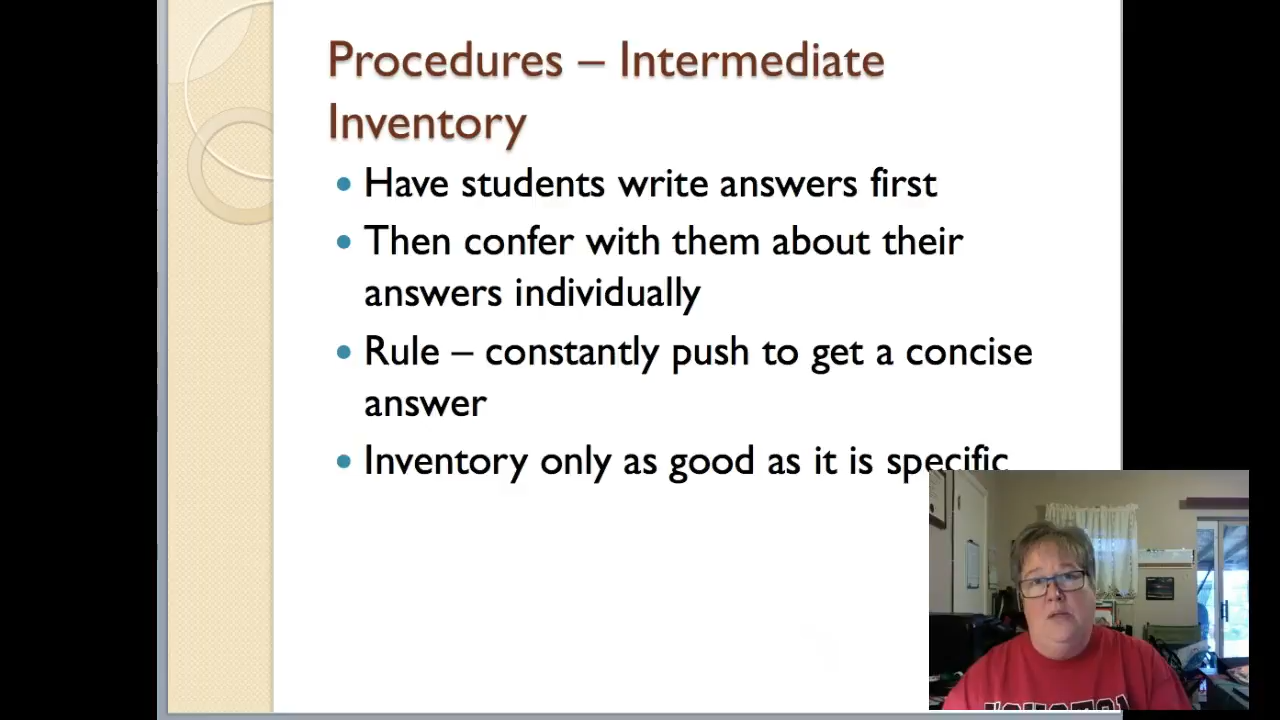 Procedures – Intermediate
Inventory
• Have students write answers first
• Then confer with them about their
answers individually
• Rule – constantly push to get a concise
answer
• Inventory only as good as it is specific